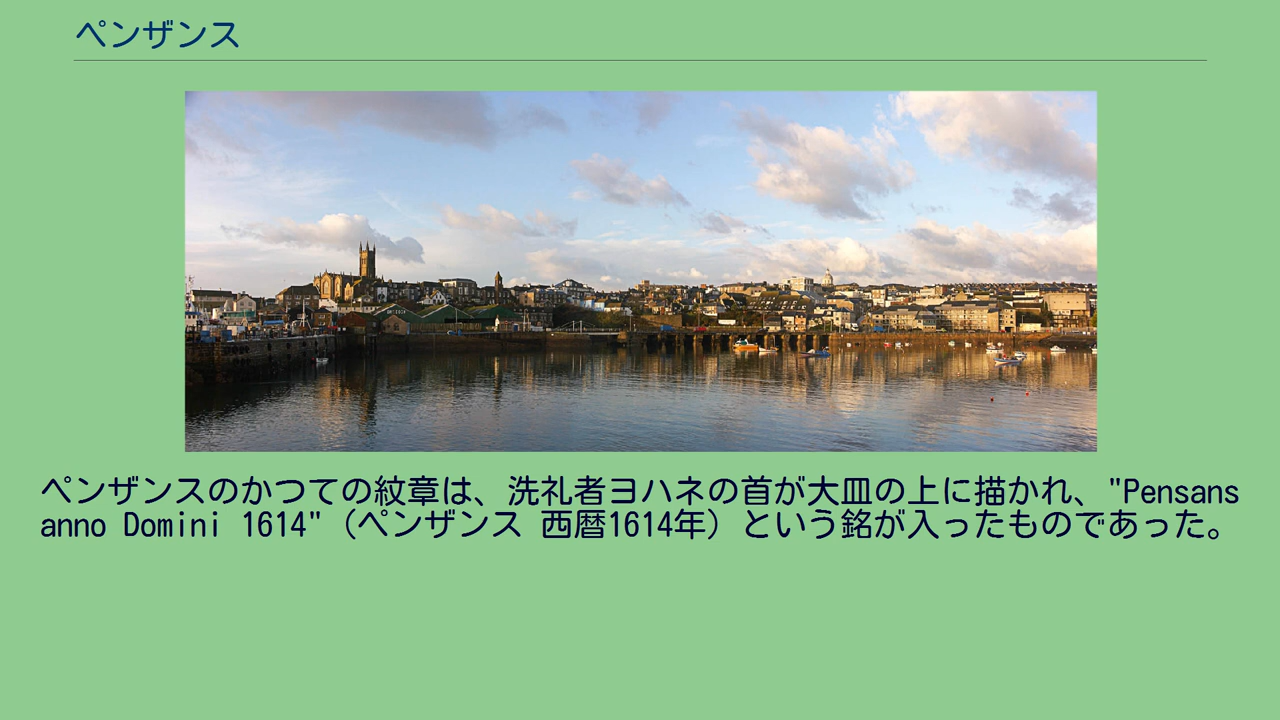 ペンザンス
ペンザンスのかつての紋章は、洗礼者ヨハネの首が大皿の上に描かれ、"Pensans
anno Domini 1614"（ペンザンス 西暦1614年）という銘が入ったものであった。